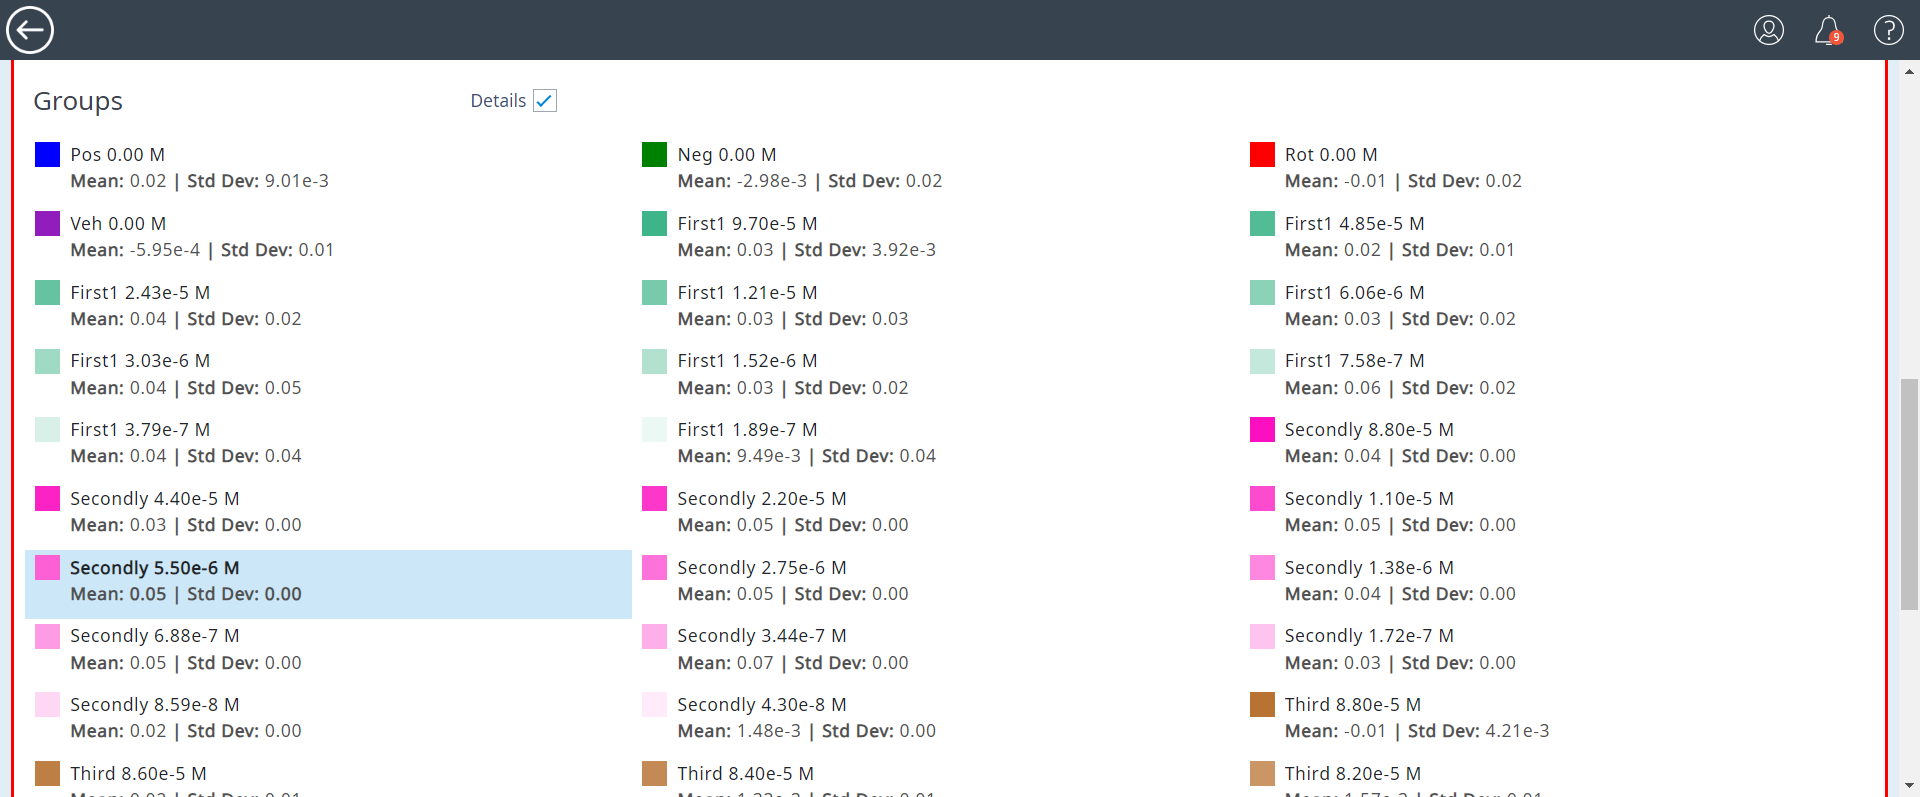 9
Groups
Details
Pos 0.00 M
Mean: 0.02 | Std Dev: 9.01e-3
Neg 0.00 M
Mean: -2.98e-3 | Std Dev: 0.02
Rot 0.00 M
Mean: -0.01 | Std Dev: 0.02
Veh 0.00 M
Mean: -5.95e-4 | Std Dev: 0.01
First1 9.70e-5 M
Mean: 0.03 | Std Dev: 3.92e-3
First1 4.85e-5 M
Mean: 0.02 | Std Dev: 0.01
First1 2.43e-5 M
Mean: 0.04 | Std Dev: 0.02
First1 1.21e-5 M
Mean: 0.03 | Std Dev: 0.03
First1 6.06e-6 M
Mean: 0.03 | Std Dev: 0.02
First1 3.03e-6 M
Mean: 0.04 | Std Dev: 0.05
First1 1.52e-6 M
Mean: 0.03 | Std Dev: 0.02
First1 7.58e-7 M
Mean: 0.06 | Std Dev: 0.02
First1 3.79e-7 M
Mean: 0.04 | Std Dev: 0.04
First1 1.89e-7 M
Mean: 9.49e-3 | Std Dev: 0.04
Secondly 8.80e-5 M
Mean: 0.04 | Std Dev: 0.00
Secondly 4.40e-5 M
Mean: 0.03 | Std Dev: 0.00
Secondly 2.20e-5 M
Mean: 0.05 | Std Dev: 0.00
Secondly 1.10e-5 M
Mean: 0.05 | Std Dev: 0.00
Secondly 5.50e-6 M
Mean: 0.05 | Std Dev: 0.00
Secondly 2.75e-6 M
Mean: 0.05 | Std Dev: 0.00
Secondly 1.38e-6 M
Mean: 0.04 | Std Dev: 0.00
Secondly 6.88e-7 M
Mean: 0.05 | Std Dev: 0.00
Secondly 3.44e-7 M
Mean: 0.07 | Std Dev: 0.00
Secondly 1.72e-7 M
Mean: 0.03 | Std Dev: 0.00
Secondly 8.59e-8 M
Mean: 0.02 | Std Dev: 0.00
Secondly 4.30e-8 M
Mean: 1.48e-3 | Std Dev: 0.00
Third 8.80e-5 M
Mean: -0.01 | Std Dev: 4.21e-3
Third 8.60e-5 M
Third 8.40e-5 M
Third 8.20e-5 M